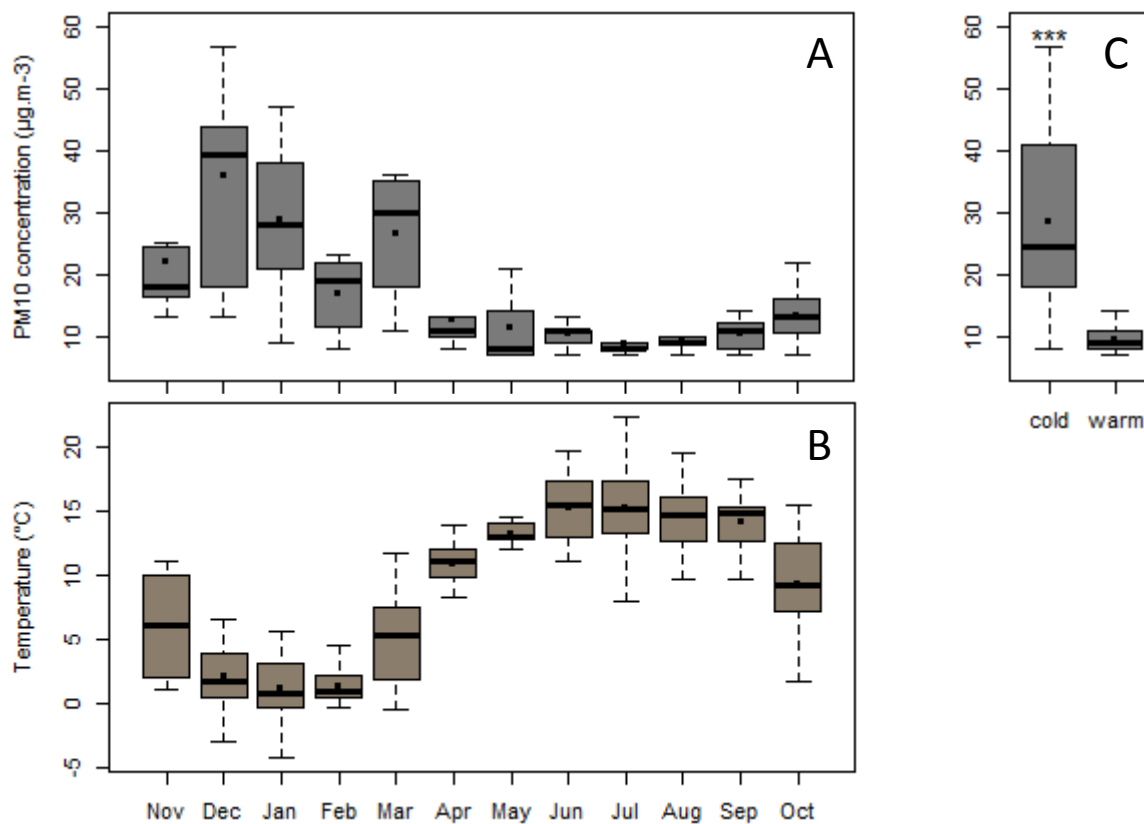 A
PM10 concentration (µg.m-3)
60
50
40
30
20
10
C
***
60
50
40
30
20
10
cold warm
B
Temperature (°C)
20
15
10
5
0
-5
Nov Dec Jan Feb Mar Apr May Jun Jul Aug Sep Oct